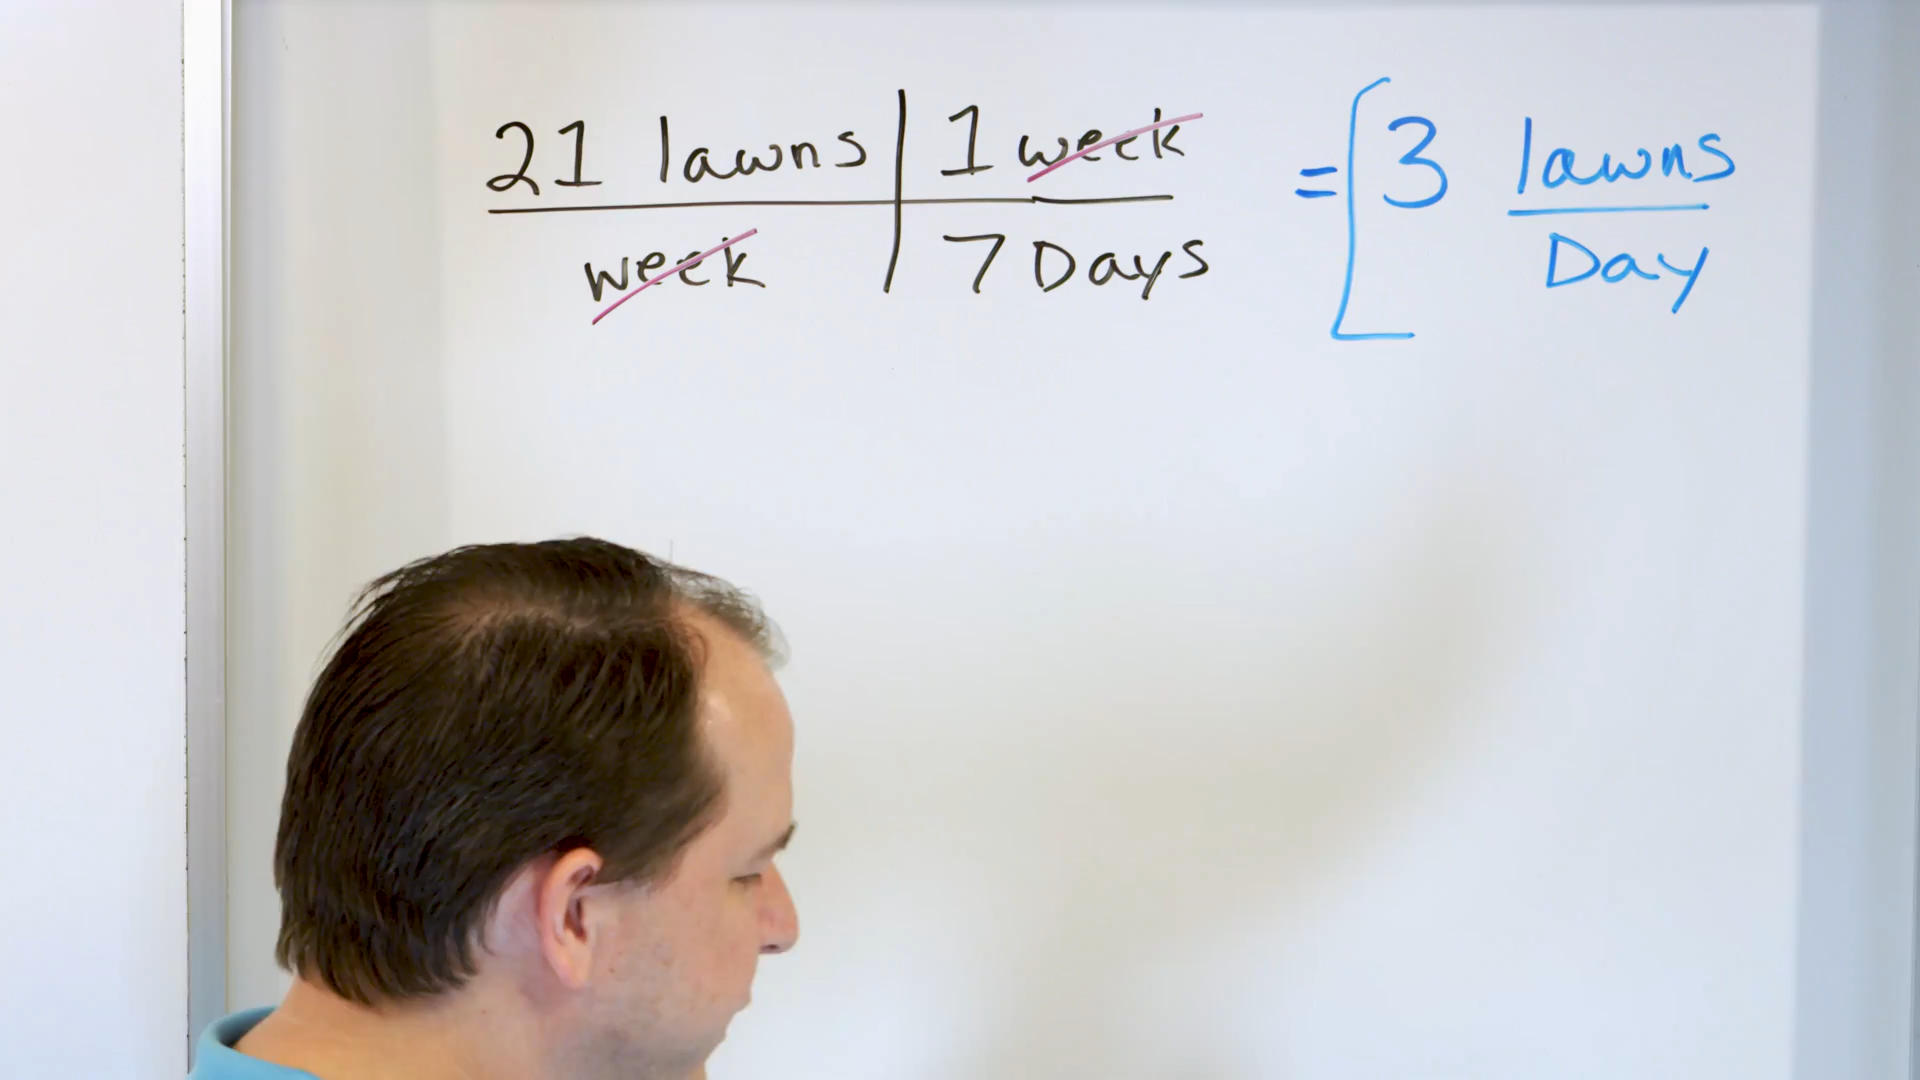 21 lawns | 1 week = [3 lawns
week | 7 Days Day